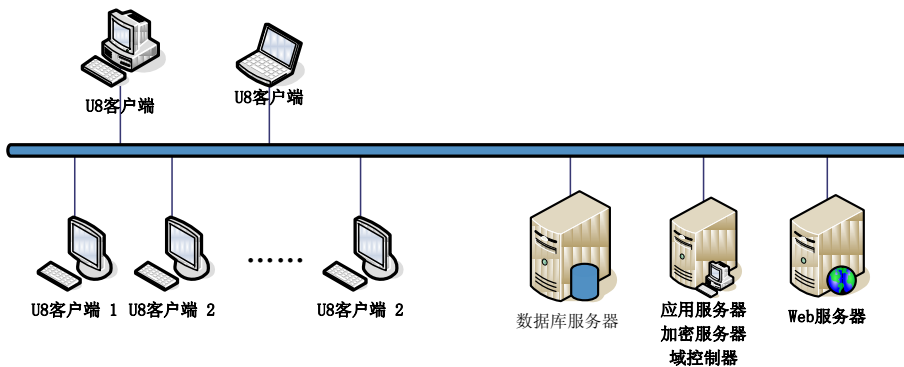 U8客户端
U8客户端
U8客户端 1
U8客户端 2
……
U8客户端 2
数据库服务器
应用服务器
加密服务器
域控制器
Web服务器